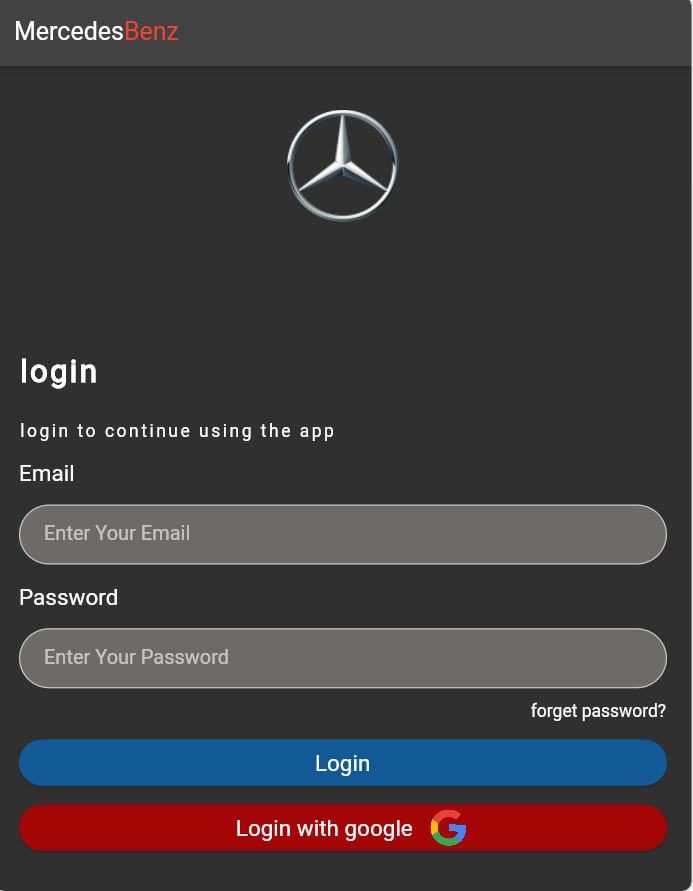 MercedesBenz
login
login to continue using the app
Email
Enter Your Email
Password
Enter Your Password
forget password?
Login
Login with google